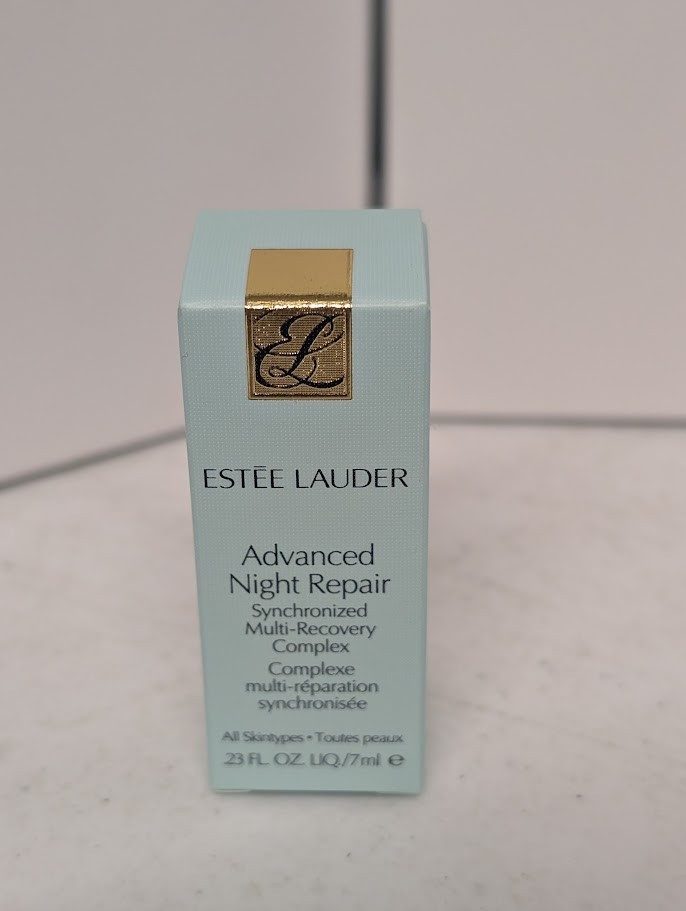 EL
ESTĒE LAUDER
Advanced
Night Repair
Synchronized
Multi-Recovery
Complex
Complexe
multi-réparation
synchronisée
All Skintypes • Toutes peaux
.23 FL. OZ. LIQ./7ml ℮